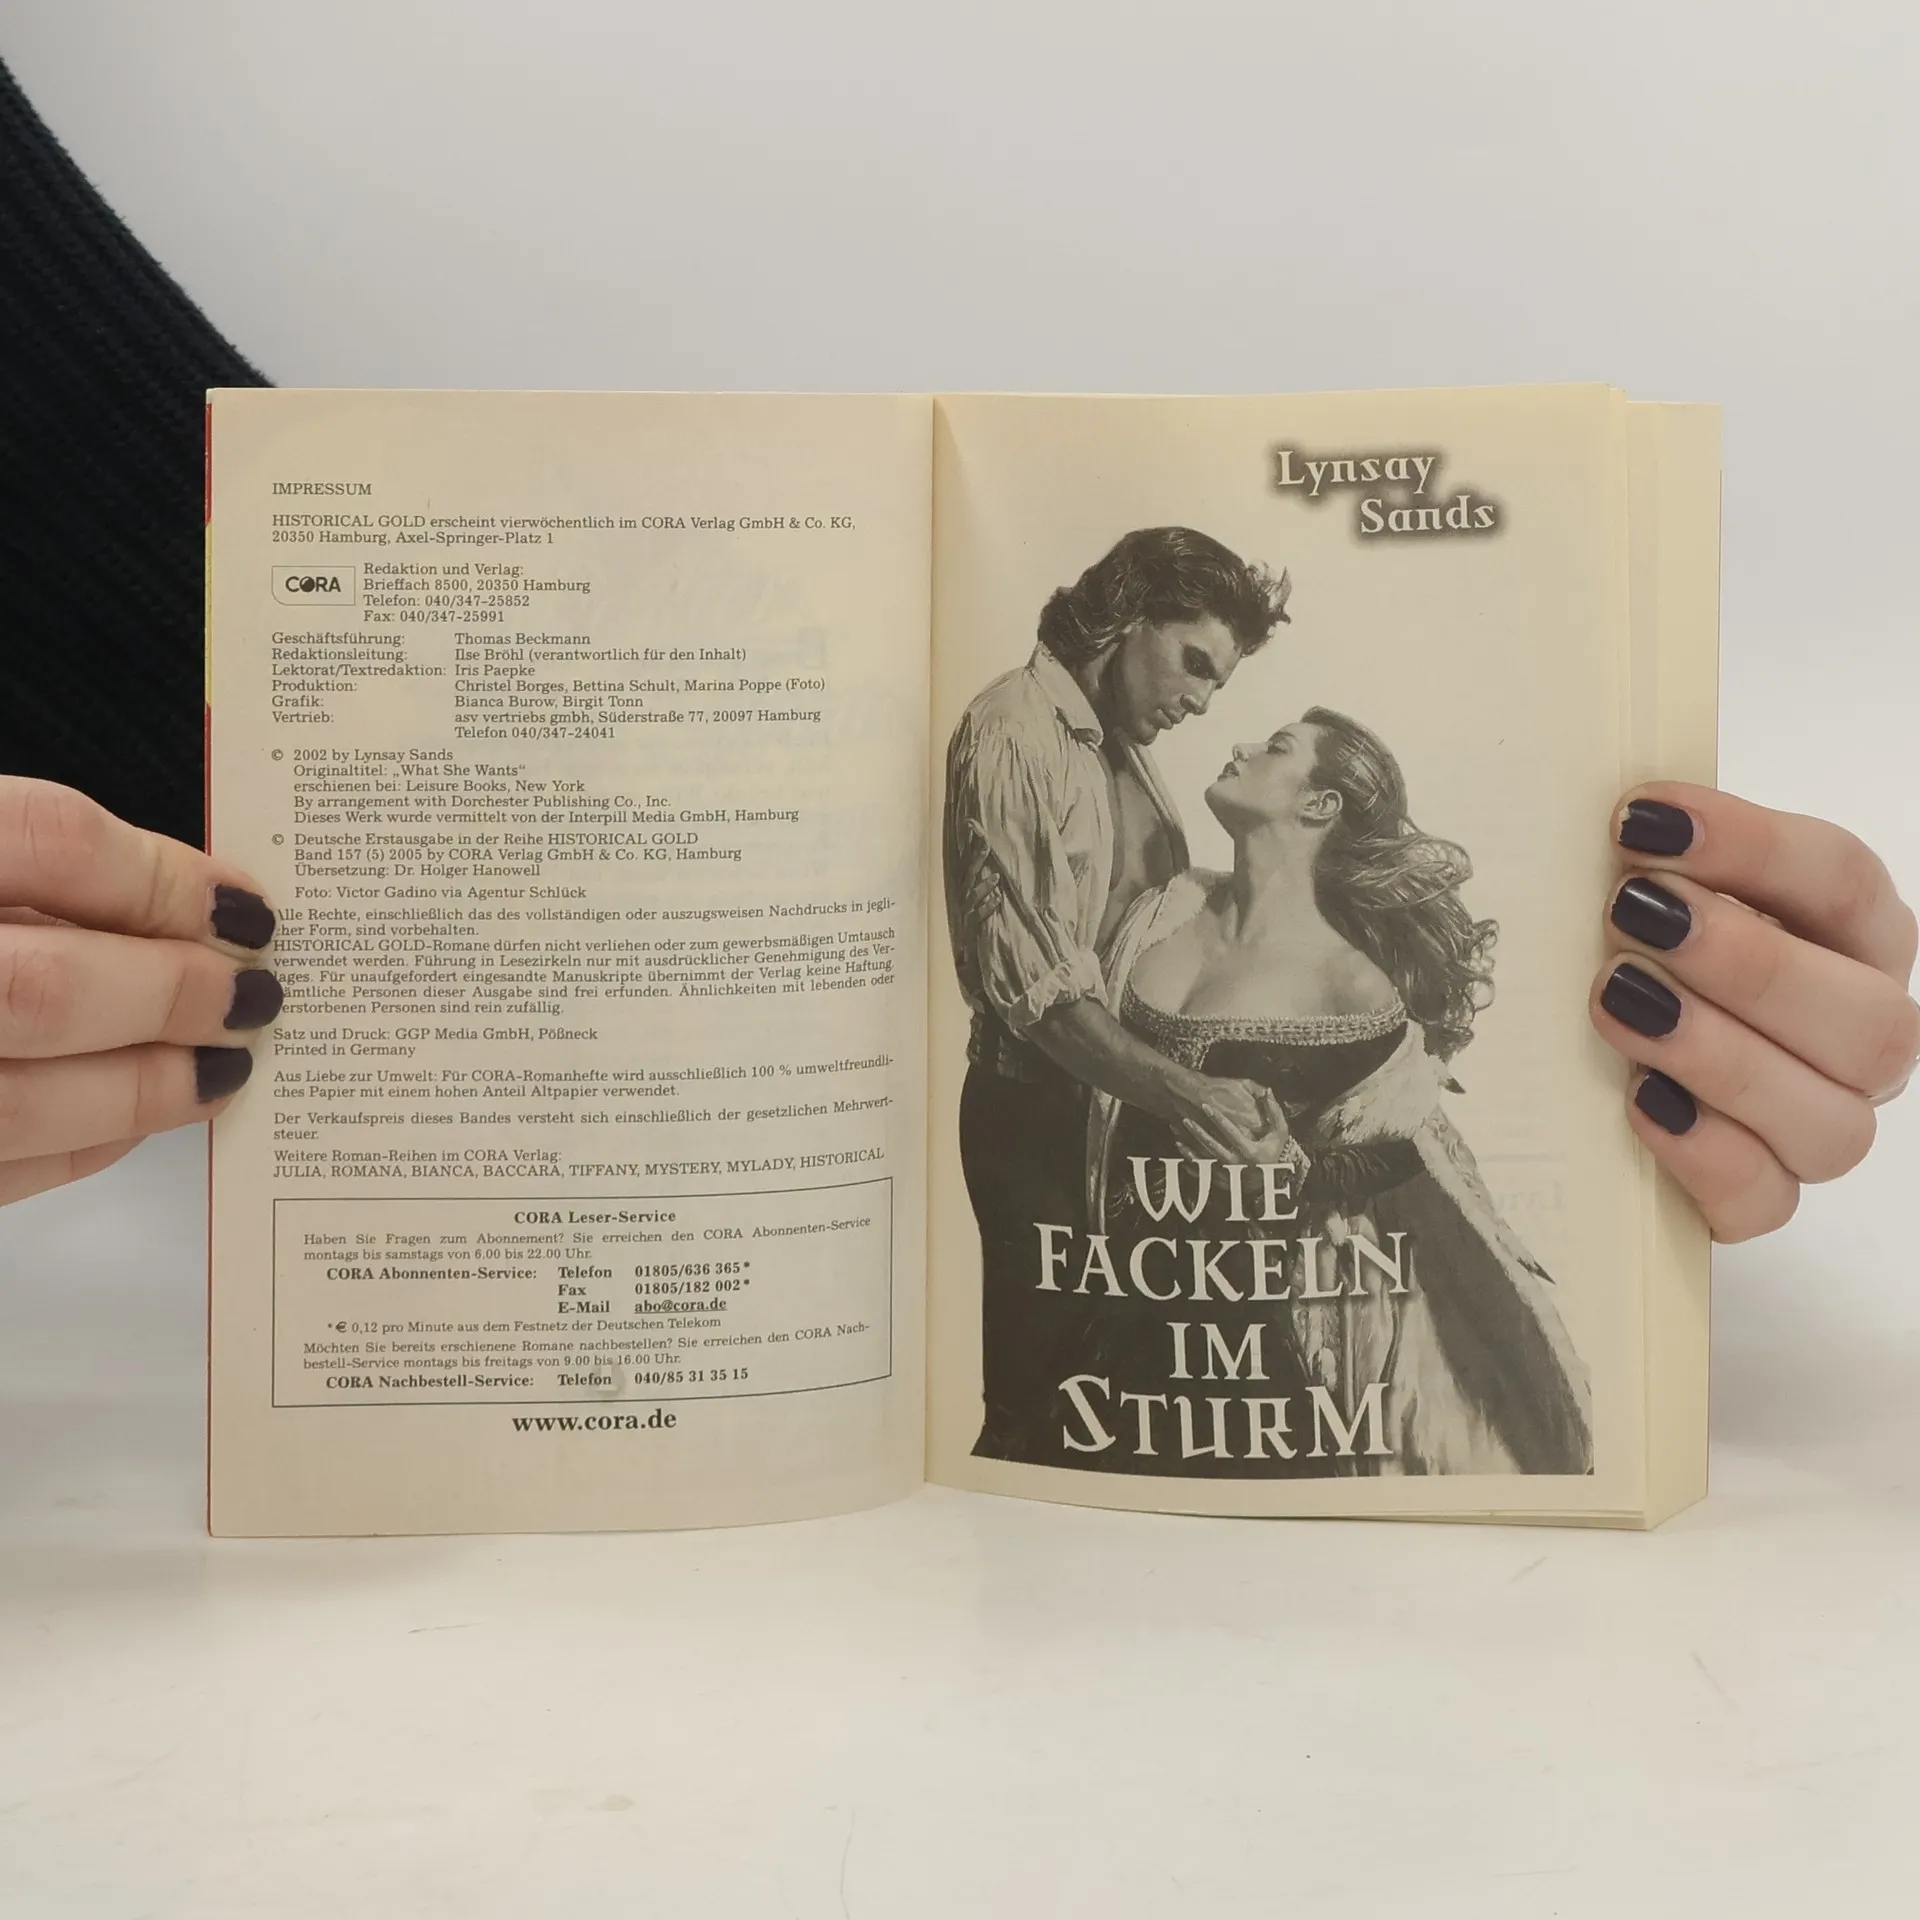 IMPRESSUM
HISTORICAL GOLD erscheint vierwöchentlich im CORA Verlag GmbH & Co. KG,
20350 Hamburg, Axel-Springer-Platz 1
CORA
Redaktion und Verlag:
Brieffach 8500, 20350 Hamburg
Telefon: 040/347-25852
Fax: 040/347-25991
Geschäftsführung: Thomas Beckmann
Redaktionsleitung: Ilse Bröhl (verantwortlich für den Inhalt)
Lektorat/Textredaktion: Iris Paepke
Produktion: Christel Borges, Bettina Schult, Marina Poppe (Foto)
Grafik: Bianca Burow, Birgit Tonn
Vertrieb: asv vertriebs gmbh, Süderstraße 77, 20097 Hamburg
Telefon 040/347-24041
© 2002 by Lynsay Sands
Originaltitel: „What She Wants“
erschienen bei: Leisure Books, New York
By arrangement with Dorchester Publishing Co., Inc.
Dieses Werk wurde vermittelt von der Interpill Media GmbH, Hamburg
© Deutsche Erstausgabe in der Reihe HISTORICAL GOLD
Band 157 (5) 2005 by CORA Verlag GmbH & Co. KG, Hamburg
Übersetzung: Dr. Holger Hanowell
Foto: Victor Gadino via Agentur Schlück
Alle Rechte, einschließlich das des vollständigen oder auszugsweisen Nachdrucks in jegli-
cher Form, sind vorbehalten.
HISTORICAL GOLD-Romane dürfen nicht verliehen oder zum gewerbsmäßigen Umtausch
verwendet werden. Führung in Lesezirkeln nur mit ausdrücklicher Genehmigung des Ver-
lages. Für unaufgefordert eingesandte Manuskripte übernimmt der Verlag keine Haftung.
ämtliche Personen dieser Ausgabe sind frei erfunden. Ähnlichkeiten mit lebenden oder
erstorbenen Personen sind rein zufällig.
Satz und Druck: GGP Media GmbH, Pößneck
Printed in Germany
Aus Liebe zur Umwelt: Für CORA-Romanhefte wird ausschließlich 100 % umweltfreundli-
ches Papier mit einem hohen Anteil Altpapier verwendet.
Der Verkaufspreis dieses Bandes versteht sich einschließlich der gesetzlichen Mehrwert-
steuer.
Weitere Roman-Reihen im CORA Verlag:
JULIA, ROMANA, BIANCA, BACCARA, TIFFANY, MYSTERY, MYLADY, HISTORICAL
CORA Leser-Service
Haben Sie Fragen zum Abonnement? Sie erreichen den CORA Abonnenten-Service
montags bis samstags von 6.00 bis 22.00 Uhr.
CORA Abonnenten-Service: Telefon 01805/636 365*
Fax 01805/182 002*
E-Mail abo@cora.de
*€ 0,12 pro Minute aus dem Festnetz der Deutschen Telekom
Möchten Sie bereits erschienene Romane nachbestellen? Sie erreichen den CORA Nach-
bestell-Service montags bis freitags von 9.00 bis 16.00 Uhr.
CORA Nachbestell-Service: Telefon 040/85 31 35 15
www.cora.de
Lynsay
Sands
WIE
FACKELN
IM
STURM